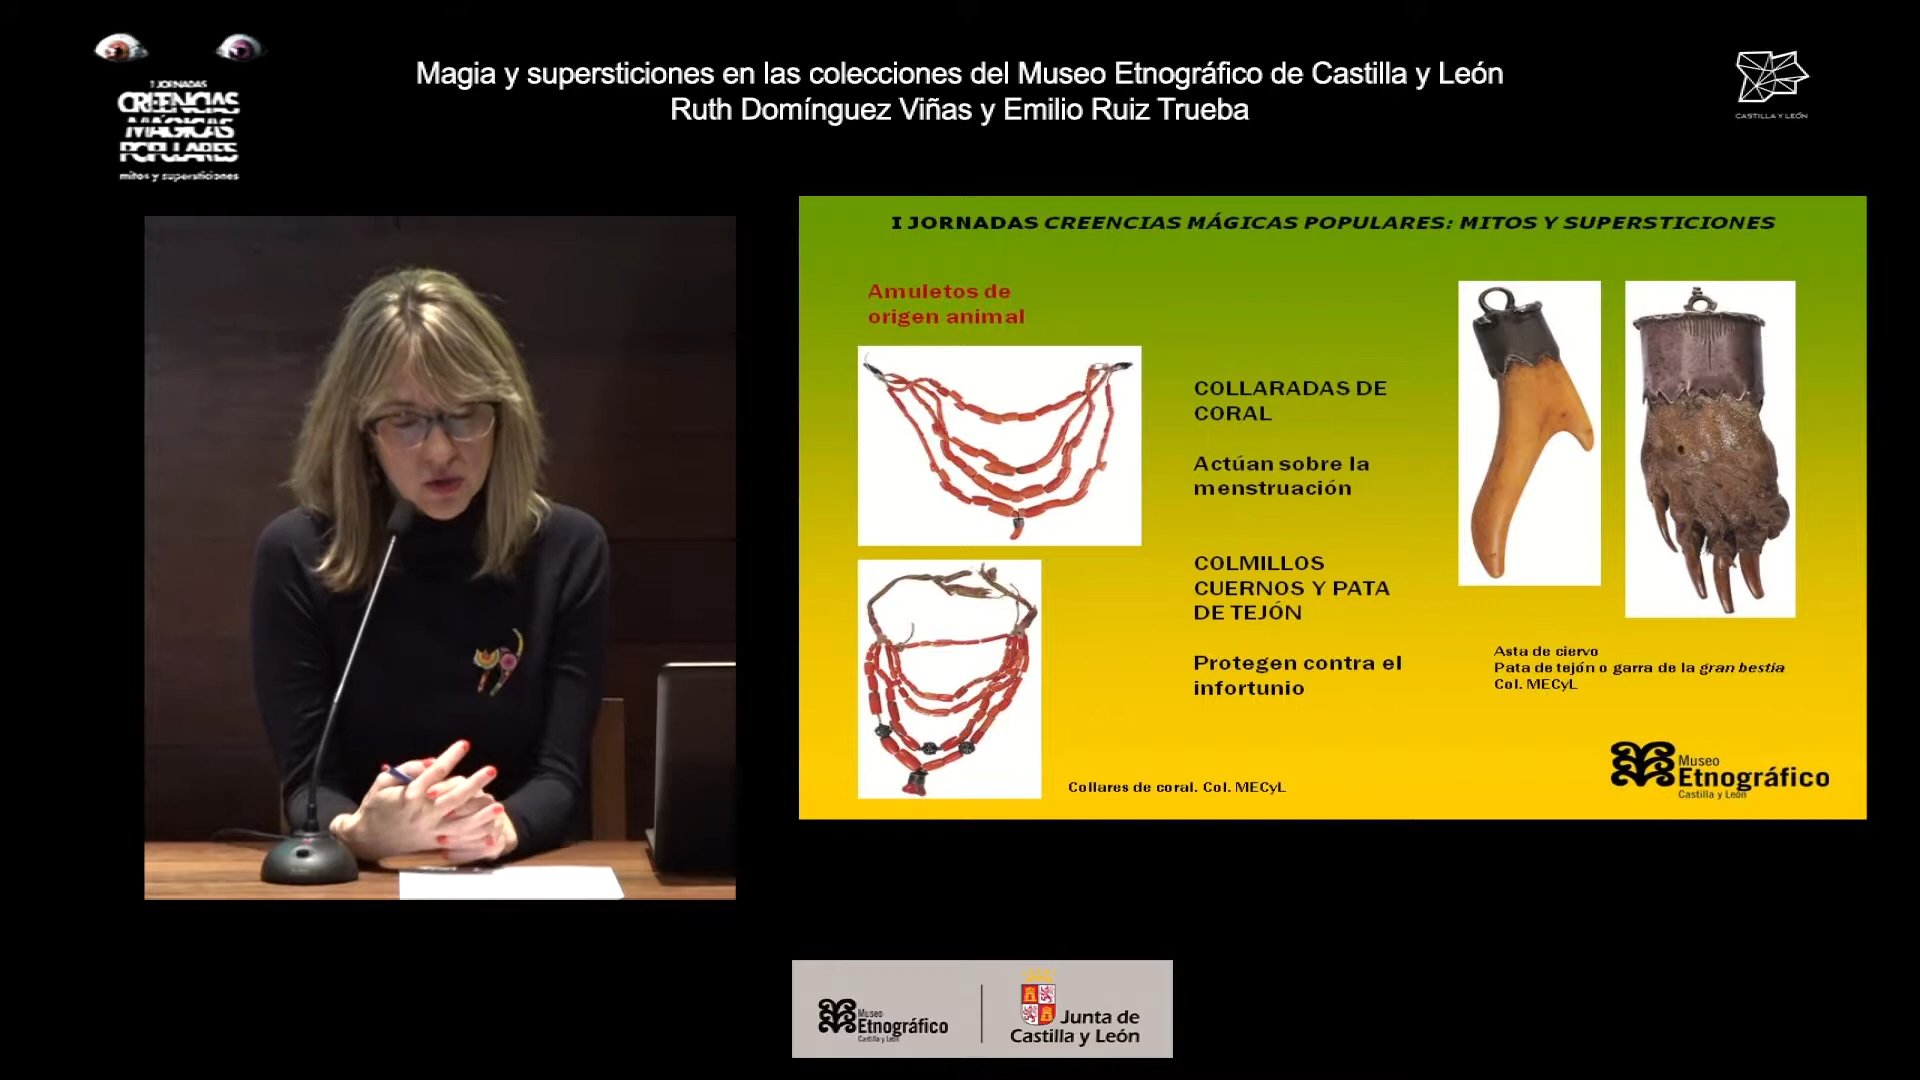 I JORNADAS
CREENCIAS
MÁGICAS
POPULARES
mitos y supersticiones
Magia y supersticiones en las colecciones del Museo Etnográfico de Castilla y León
Ruth Domínguez Viñas y Emilio Ruiz Trueba
CASTILLA Y LEÓN
I JORNADAS CREENCIAS MÁGICAS POPULARES: MITOS Y SUPERSTICIONES
Amuletos de
origen animal
COLLARADAS DE
CORAL
Actúan sobre la
menstruación
COLMILLOS
CUERNOS Y PATA
DE TEJÓN
Protegen contra el
infortunio
Asta de ciervo
Pata de tejón o garra de la gran bestia
Col. MECyL
Collares de coral. Col. MECyL
Museo
Etnográfico
Castilla y León
Museo
Etnográfico
Castilla y León
Junta de
Castilla y León